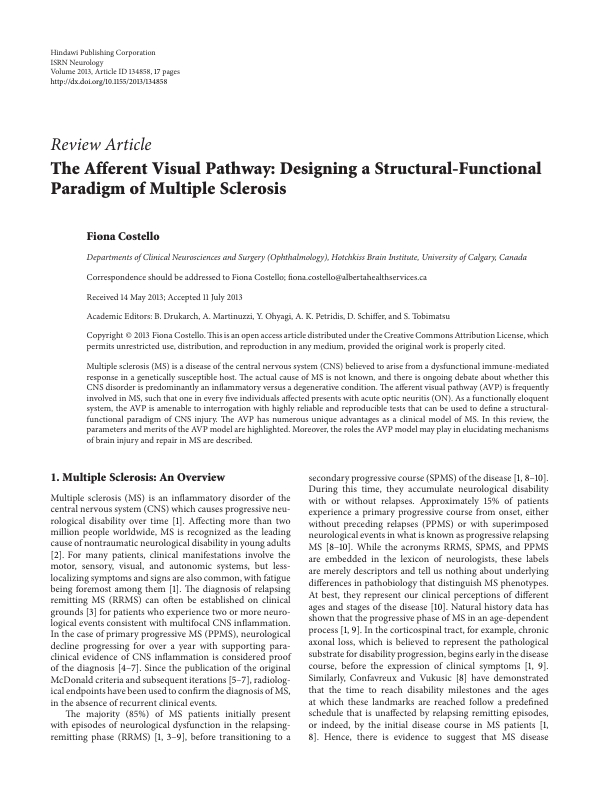 Hindawi Publishing Corporation
ISRN Neurology
Volume 2013, Article ID 134858, 17 pages
http://dx.doi.org/10.1155/2013/134858
Review Article
The Afferent Visual Pathway: Designing a Structural-Functional
Paradigm of Multiple Sclerosis
Fiona Costello
Departments of Clinical Neurosciences and Surgery (Ophthalmology), Hotchkiss Brain Institute, University of Calgary, Canada
Correspondence should be addressed to Fiona Costello; fiona.costello@albertahealthservices.ca
Received 14 May 2013; Accepted 11 July 2013
Academic Editors: B. Drukarch, A. Martinuzzi, Y. Ohyagi, A. K. Petridis, D. Schiffer, and S. Tobimatsu
Copyright © 2013 Fiona Costello. This is an open access article distributed under the Creative Commons Attribution License, which
permits unrestricted use, distribution, and reproduction in any medium, provided the original work is properly cited.
Multiple sclerosis (MS) is a disease of the central nervous system (CNS) believed to arise from a dysfunctional immune-mediated
response in a genetically susceptible host. The actual cause of MS is not known, and there is ongoing debate about whether this
CNS disorder is predominantly an inflammatory versus a degenerative condition. The afferent visual pathway (AVP) is frequently
involved in MS, such that one in every five individuals affected presents with acute optic neuritis (ON). As a functionally eloquent
system, the AVP is amenable to interrogation with highly reliable and reproducible tests that can be used to define a structural-
functional paradigm of CNS injury. The AVP has numerous unique advantages as a clinical model of MS. In this review, the
parameters and merits of the AVP model are highlighted. Moreover, the roles the AVP may play in elucidating mechanisms
of brain injury and repair in MS are described.
1. Multiple Sclerosis: An Overview
Multiple sclerosis (MS) is an inflammatory disorder of the
central nervous system (CNS) which causes progressive neu-
rological disability over time [1]. Affecting more than two
million people worldwide, MS is recognized as the leading
cause of nontraumatic neurological disability in young adults
[2]. For many patients, clinical manifestations involve the
motor, sensory, visual, and autonomic systems, but less-
localizing symptoms and signs are also common, with fatigue
being foremost among them [1]. The diagnosis of relapsing
remitting MS (RRMS) can often be established on clinical
grounds [3] for patients who experience two or more neuro-
logical events consistent with multifocal CNS inflammation.
In the case of primary progressive MS (PPMS), neurological
decline progressing for over a year with supporting para-
clinical evidence of CNS inflammation is considered proof
of the diagnosis [4–7]. Since the publication of the original
McDonald criteria and subsequent iterations [5–7], radiolog-
ical endpoints have been used to confirm the diagnosis of MS,
in the absence of recurrent clinical events.
The majority (85%) of MS patients initially present
with episodes of neurological dysfunction in the relapsing-
remitting phase (RRMS) [1, 3–9], before transitioning to a
secondary progressive course (SPMS) of the disease [1, 8–10].
During this time, they accumulate neurological disability
with or without relapses. Approximately 15% of patients
experience a primary progressive course from onset, either
without preceding relapses (PPMS) or with superimposed
neurological events in what is known as progressive relapsing
MS [8–10]. While the acronyms RRMS, SPMS, and PPMS
are embedded in the lexicon of neurologists, these labels
are merely descriptors and tell us nothing about underlying
differences in pathobiology that distinguish MS phenotypes.
At best, they represent our clinical perceptions of different
ages and stages of the disease [10]. Natural history data has
shown that the progressive phase of MS in an age-dependent
process [1, 9]. In the corticospinal tract, for example, chronic
axonal loss, which is believed to represent the pathological
substrate for disability progression, begins early in the disease
course, before the expression of clinical symptoms [1, 9].
Similarly, Confavreux and Vukusic [8] have demonstrated
that the time to reach disability milestones and the ages
at which these landmarks are reached follow a predefined
schedule that is unaffected by relapsing remitting episodes,
or indeed, by the initial disease course in MS patients [1,
8]. Hence, there is evidence to suggest that MS disease